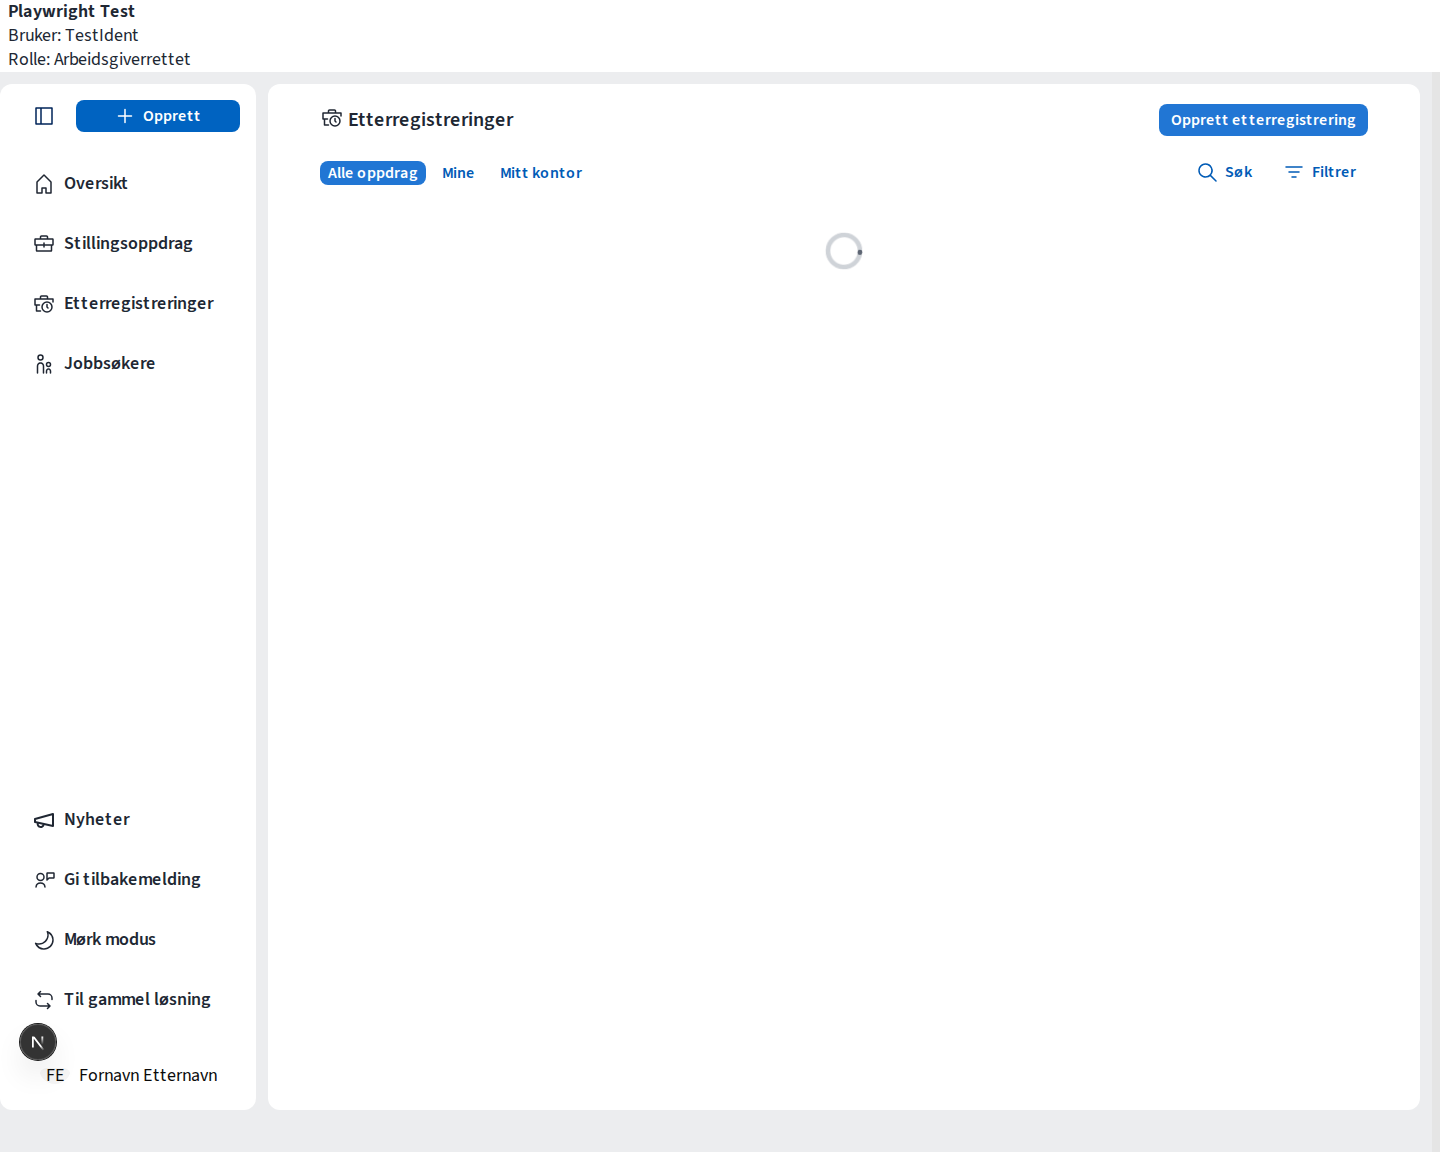 Playwright Test
Bruker: TestIdent
Rolle: Arbeidsgiverrettet
Opprett
Oversikt
Stillingsoppdrag
Etterregistreringer
Jobbsøkere
Nyheter
Gi tilbakemelding
Mørk modus
Til gammel løsning
N
FE Fornavn Etternavn
Etterregistreringer
Opprett etterregistrering
Alle oppdrag Mine Mitt kontor
Søk Filtrer